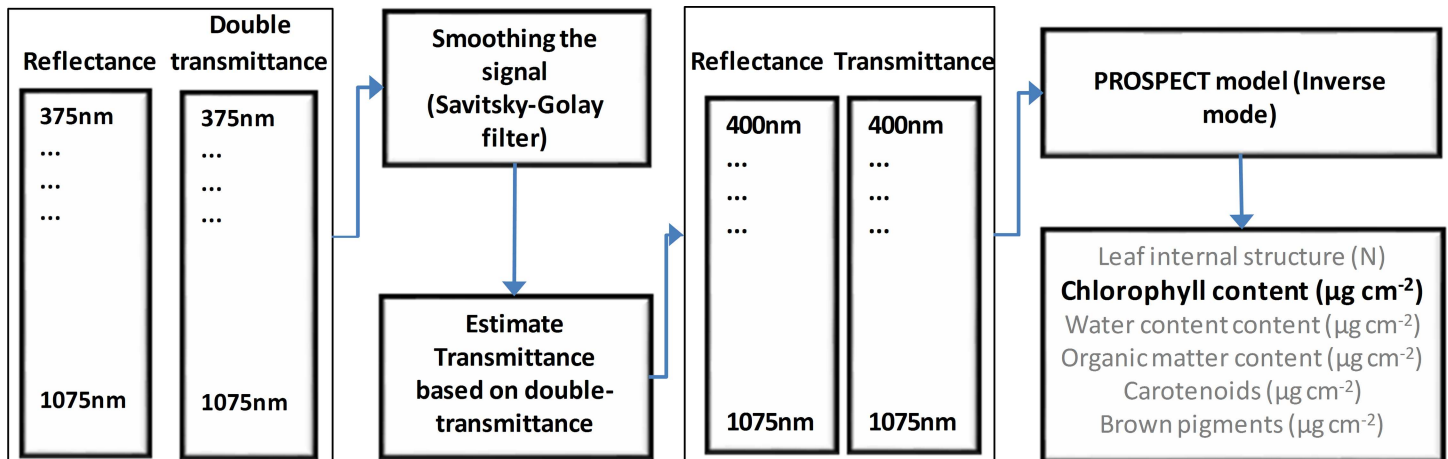 Double
Reflectance transmittance
375nm 375nm
... ...
... ...
... ...
1075nm 1075nm
Smoothing the
signal
(Savitsky-Golay
filter)
Estimate
Transmittance
based on double-
transmittance
Reflectance Transmittance
400nm 400nm
... ...
... ...
... ...
1075nm 1075nm
PROSPECT model (Inverse
mode)
Leaf internal structure (N)
Chlorophyll content (µg cm⁻²)
Water content content (µg cm⁻²)
Organic matter content (µg cm⁻²)
Carotenoids (µg cm⁻²)
Brown pigments (µg cm⁻²)